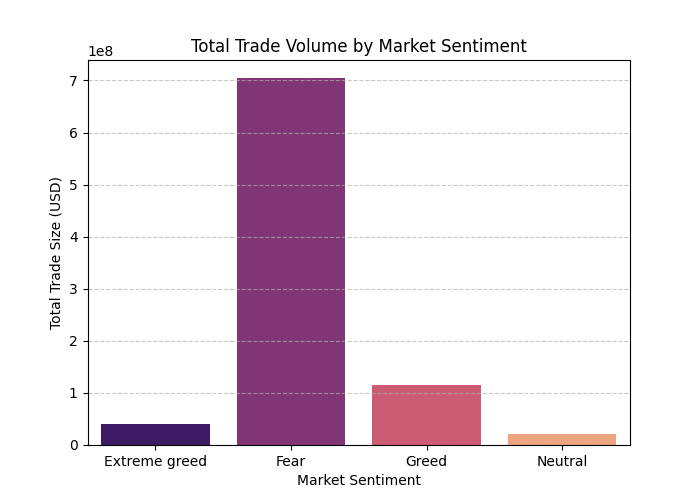 Total Trade Volume by Market Sentiment
1e8
7
6
5
4
3
2
1
0
Total Trade Size (USD)
Extreme greed Fear Greed Neutral
Market Sentiment